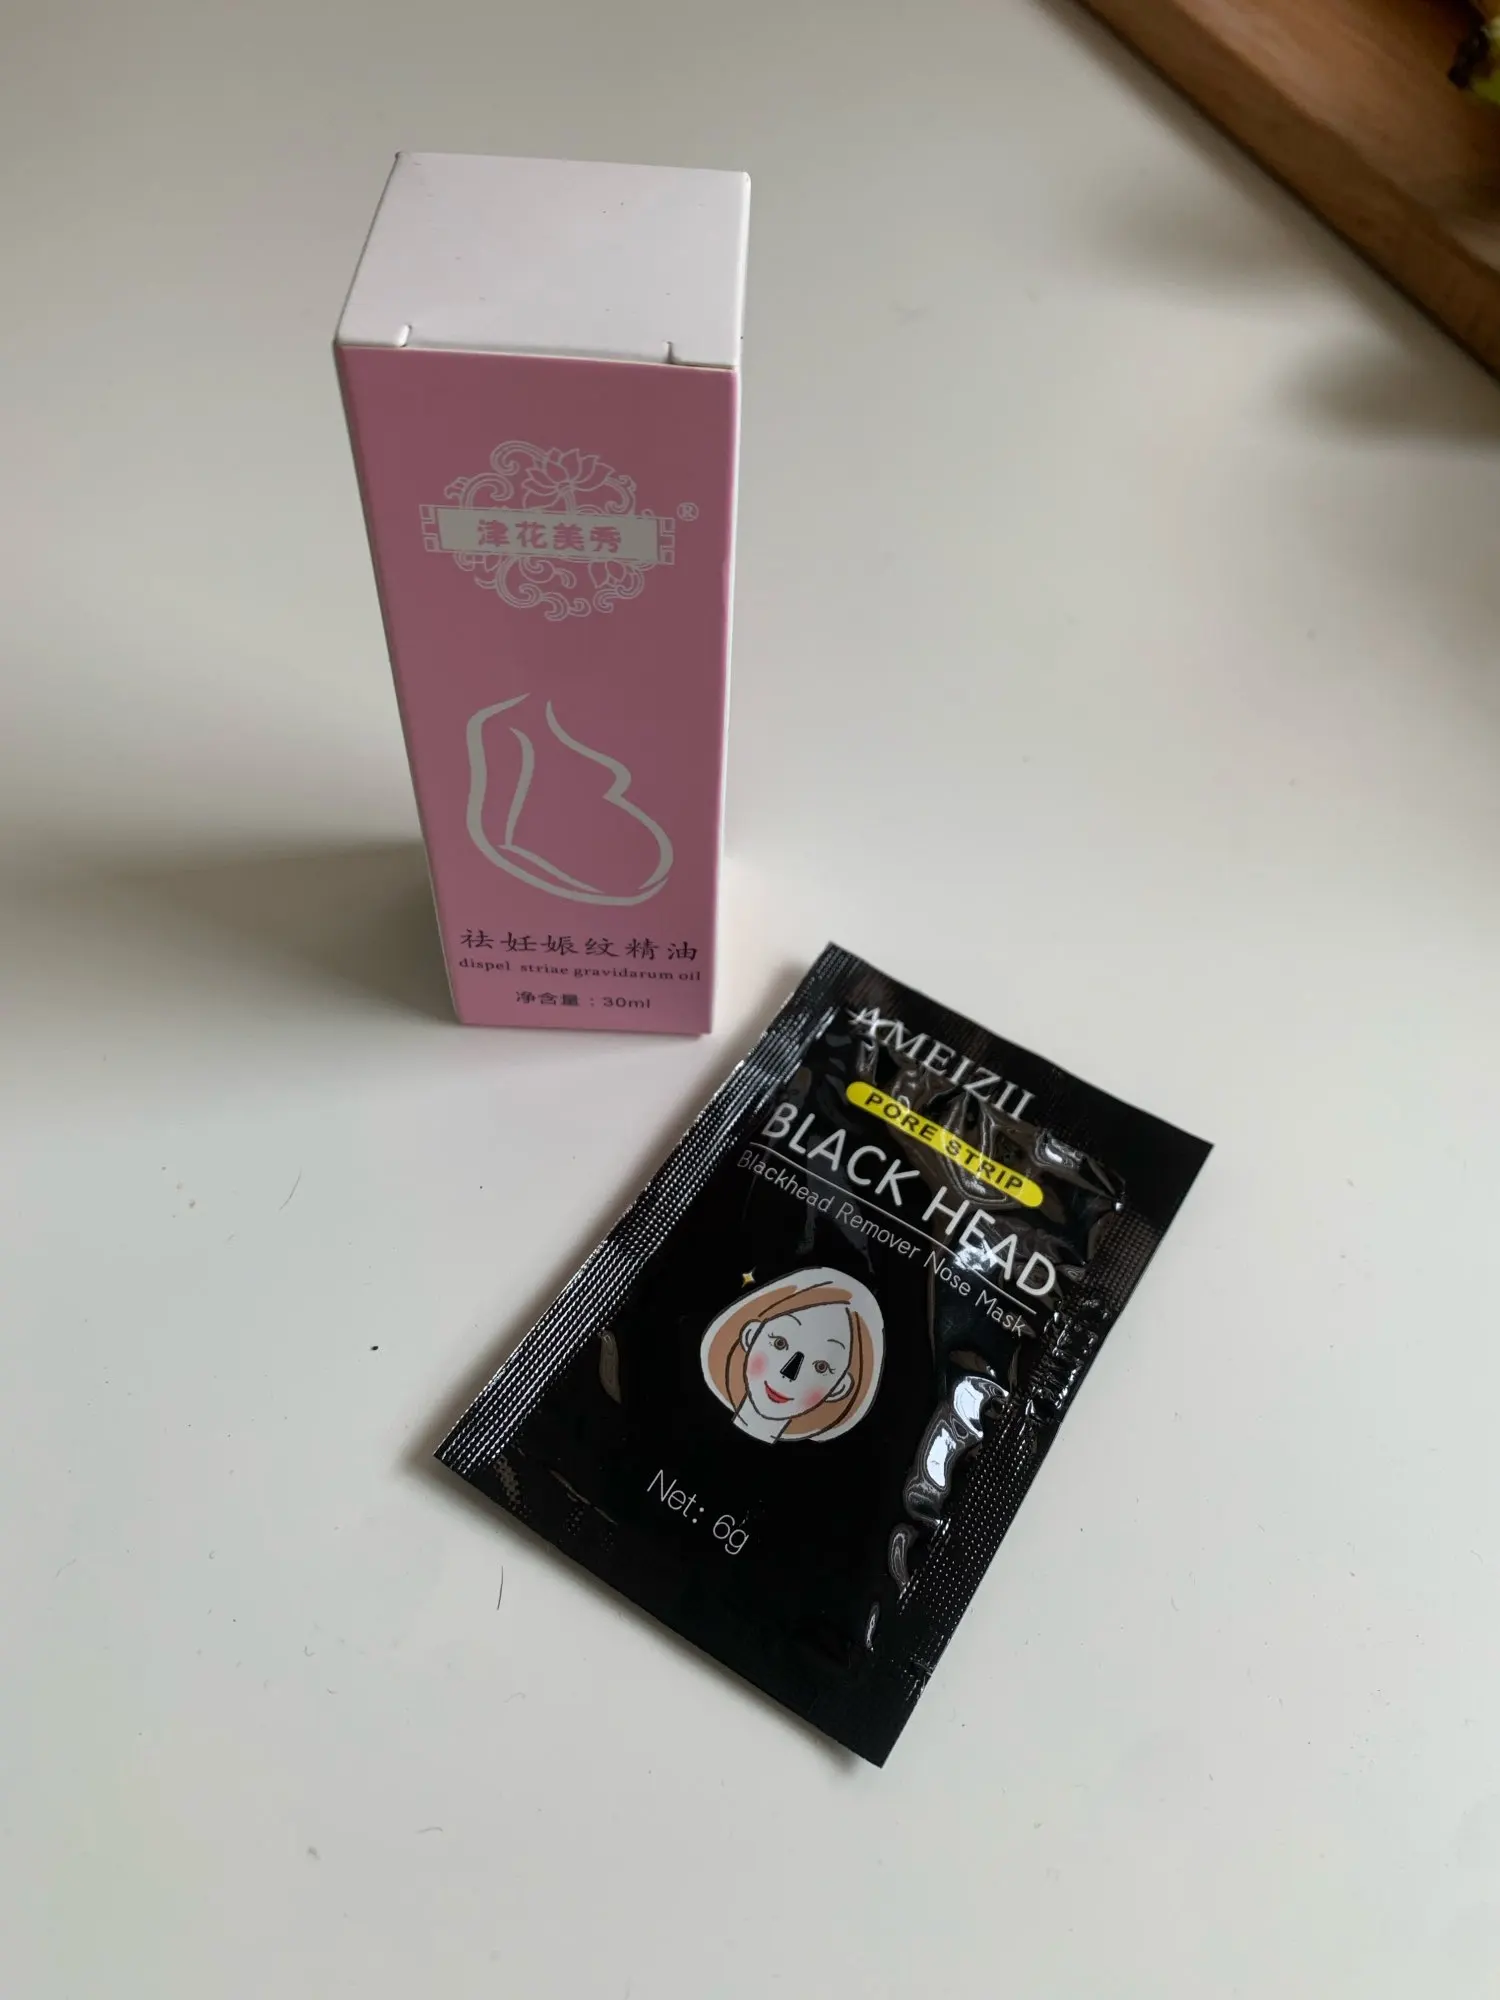 津花美秀®
祛妊娠纹精油
dispel striae gravidarum oil
净含量：30ml
AMEIZII
PORE STRIP
BLACK HEAD
Blackhead Remover Nose Mask
Net: 6g